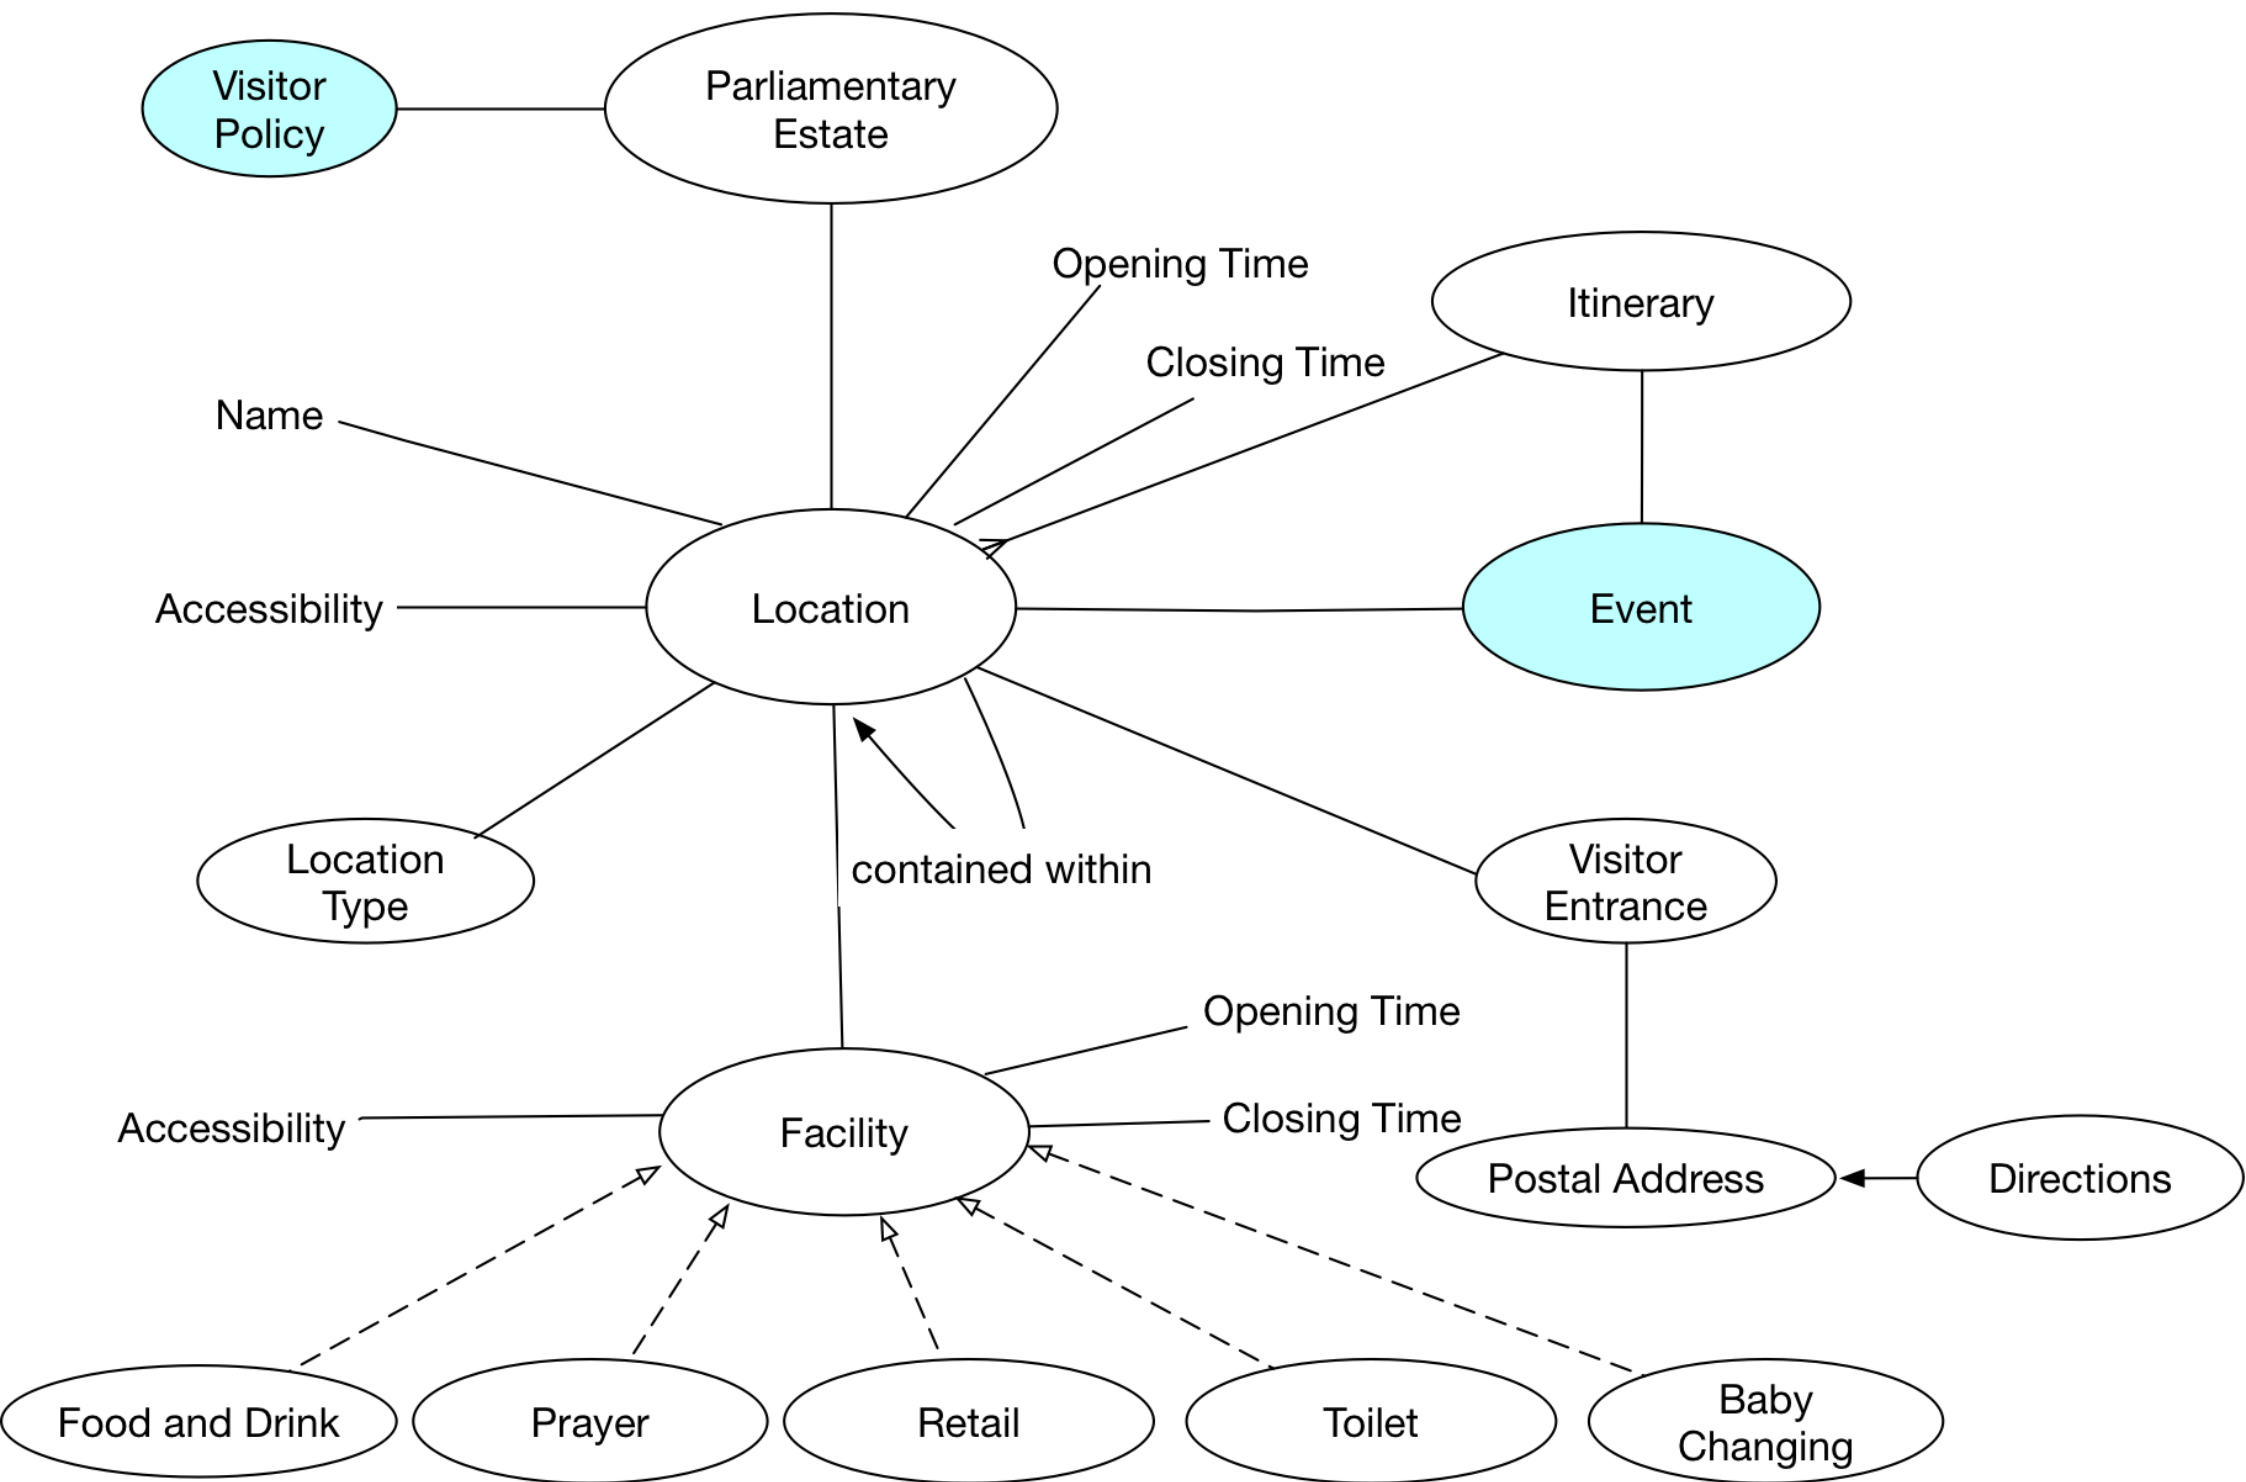 Visitor
Policy
Parliamentary
Estate
Opening Time
Itinerary
Closing Time
Name
Accessibility
Location
Event
Location
Type
contained within
Visitor
Entrance
Opening Time
Accessibility
Facility
Closing Time
Postal Address
Directions
Food and Drink
Prayer
Retail
Toilet
Baby
Changing